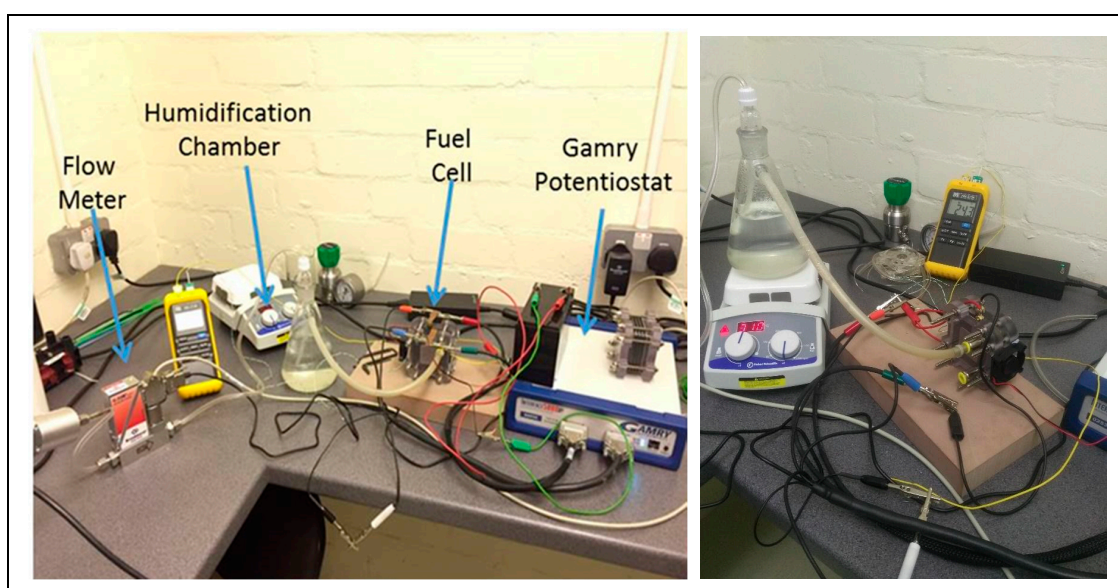 Humidification
Chamber
Fuel
Cell
Gamry
Potentiostat
Flow
Meter
GAMRY